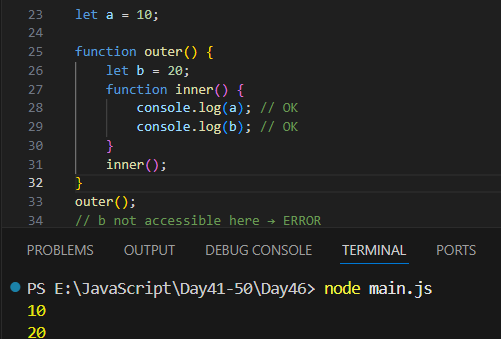 23 let a = 10;
24
25 function outer() {
26 let b = 20;
27 function inner() {
28 console.log(a); // OK
29 console.log(b); // OK
30 }
31 inner();
32 }
33 outer();
34 // b not accessible here → ERROR
PROBLEMS OUTPUT DEBUG CONSOLE TERMINAL PORTS
PS E:\JavaScript\Day41-50\Day46> node main.js
10
20